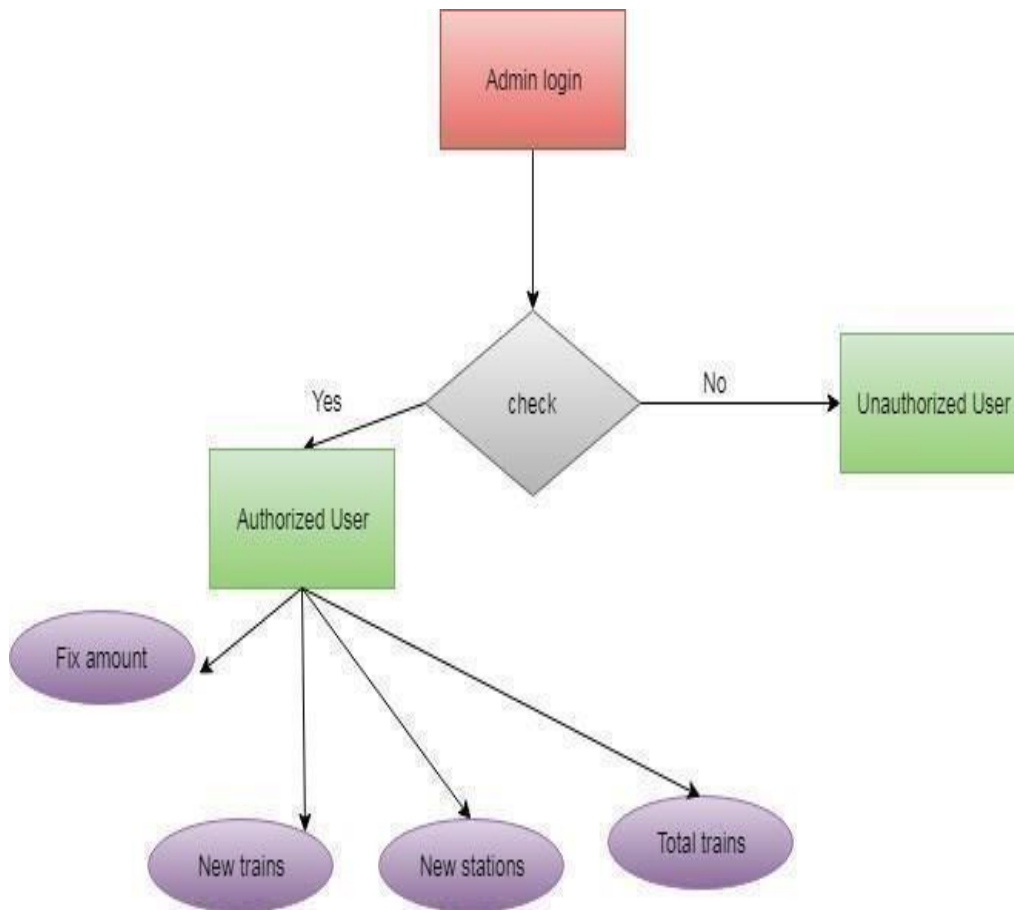 Admin login
check
Yes
No
Unauthorized User
Authorized User
Fix amount
New trains
New stations
Total trains